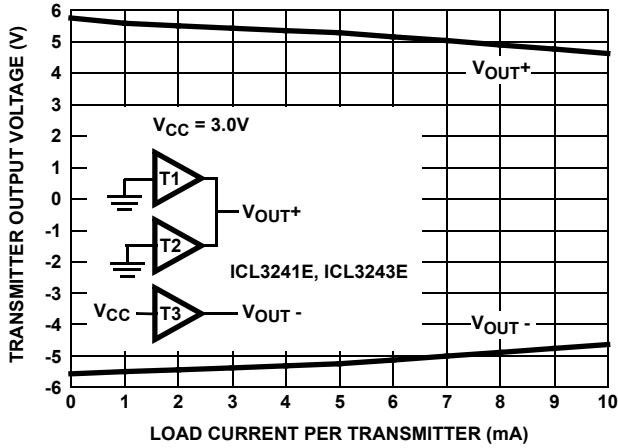 TRANSMITTER OUTPUT VOLTAGE (V)
6
5
4
3
2
1
0
-1
-2
-3
-4
-5
-6
VOUT+
VCC = 3.0V
T1
VOUT+
T2
ICL3241E, ICL3243E
VCC
T3
VOUT -
VOUT -
0 1 2 3 4 5 6 7 8 9 10
LOAD CURRENT PER TRANSMITTER (mA)